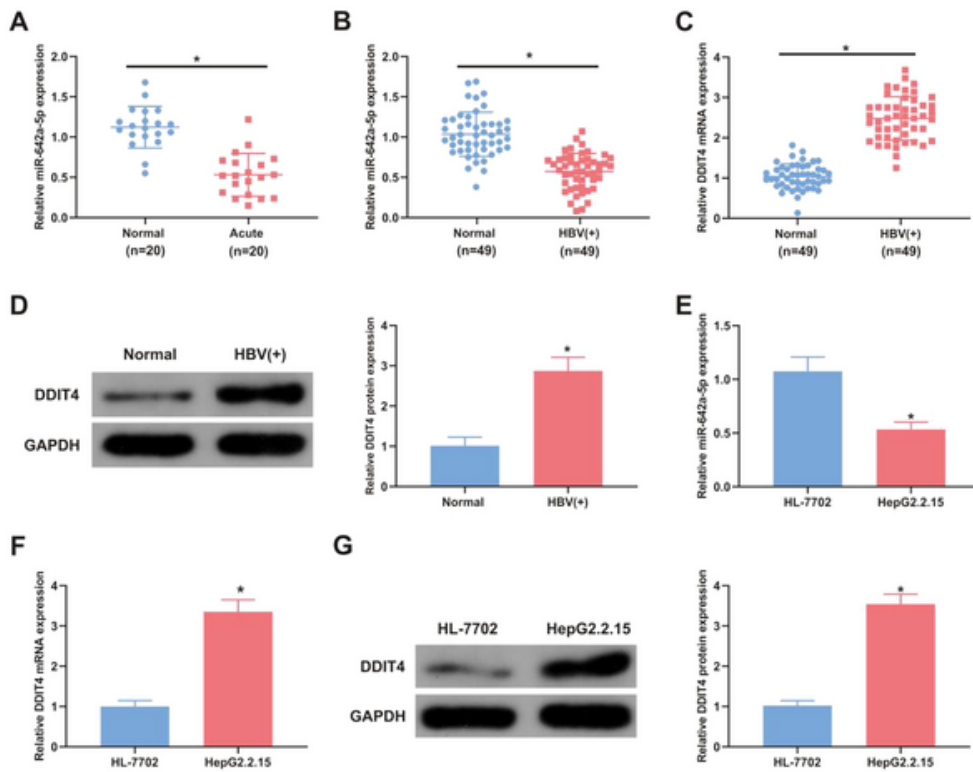 A
Relative miR-642a-5p expression
2.0
1.5
1.0
0.5
0.0
*
Normal
(n=20)
Acute
(n=20)
B
Relative miR-642a-5p expression
2.0
1.5
1.0
0.5
0.0
*
Normal
(n=49)
HBV(+)
(n=49)
C
Relative DDIT4 mRNA expression
4
3
2
1
0
*
Normal
(n=49)
HBV(+)
(n=49)
D
Normal HBV(+)
DDIT4
GAPDH
Relative DDIT4 protein expression
4
3
2
1
0
*
Normal
HBV(+)
E
Relative miR-642a-5p expression
1.5
1.0
0.5
0.0
*
HL-7702
HepG2.2.15
F
Relative DDIT4 mRNA expression
4
3
2
1
0
*
HL-7702
HepG2.2.15
G
HL-7702 HepG2.2.15
DDIT4
GAPDH
Relative DDIT4 protein expression
4
3
2
1
0
*
HL-7702
HepG2.2.15